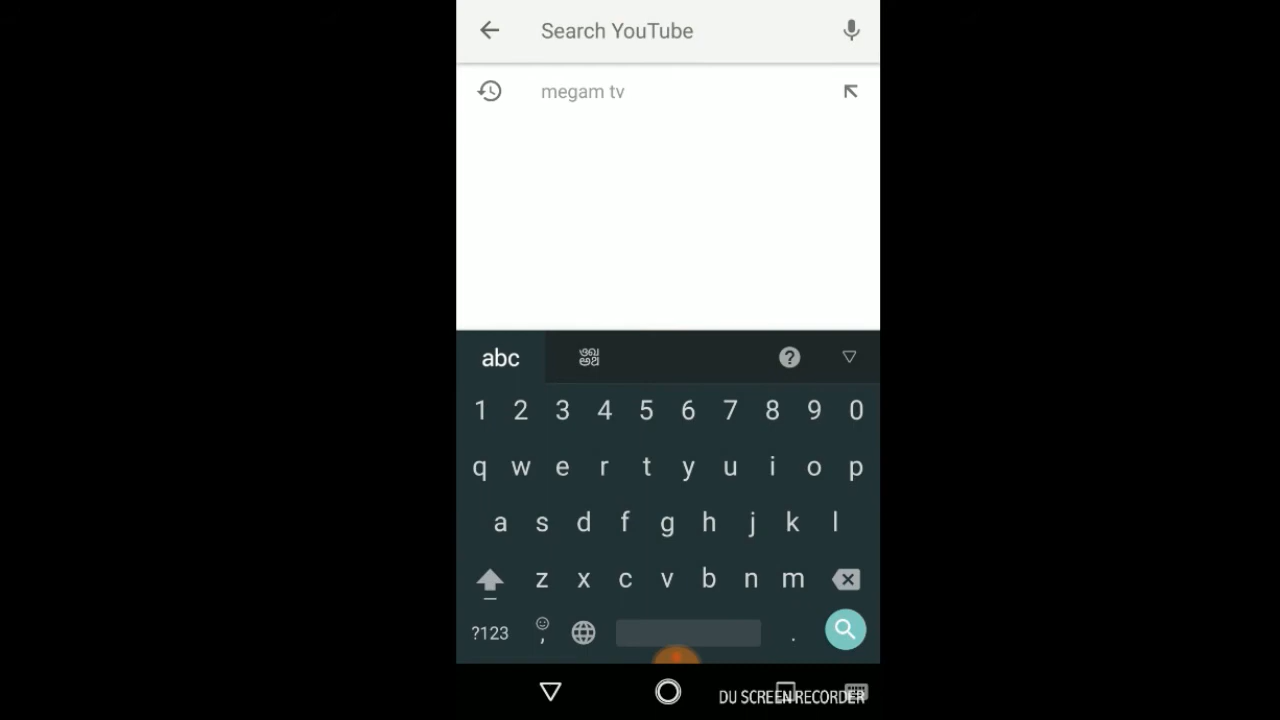 Search YouTube
megam tv
abc
1 2 3 4 5 6 7 8 9 0
q w e r t y u i o p
a s d f g h j k l
z x c v b n m
?123 , .
DU SCREEN RECORDER